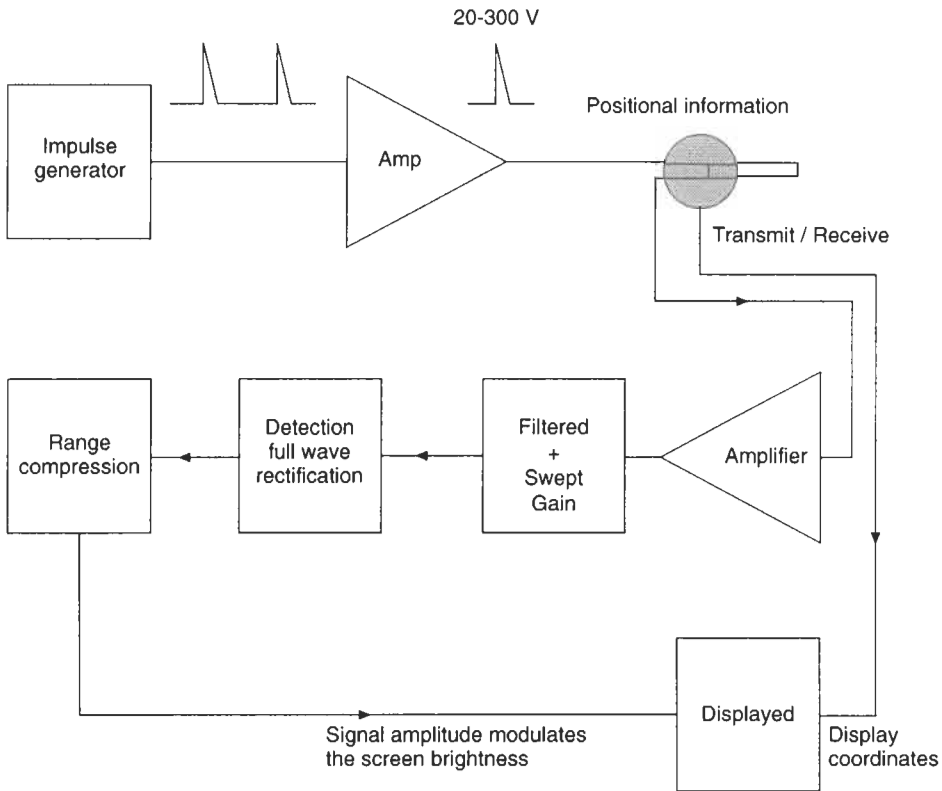 20-300 V
Impulse
generator
Amp
Positional information
Transmit / Receive
Range
compression
Detection
full wave
rectification
Filtered
+
Swept
Gain
Amplifier
Signal amplitude modulates
the screen brightness
Displayed
Display
coordinates